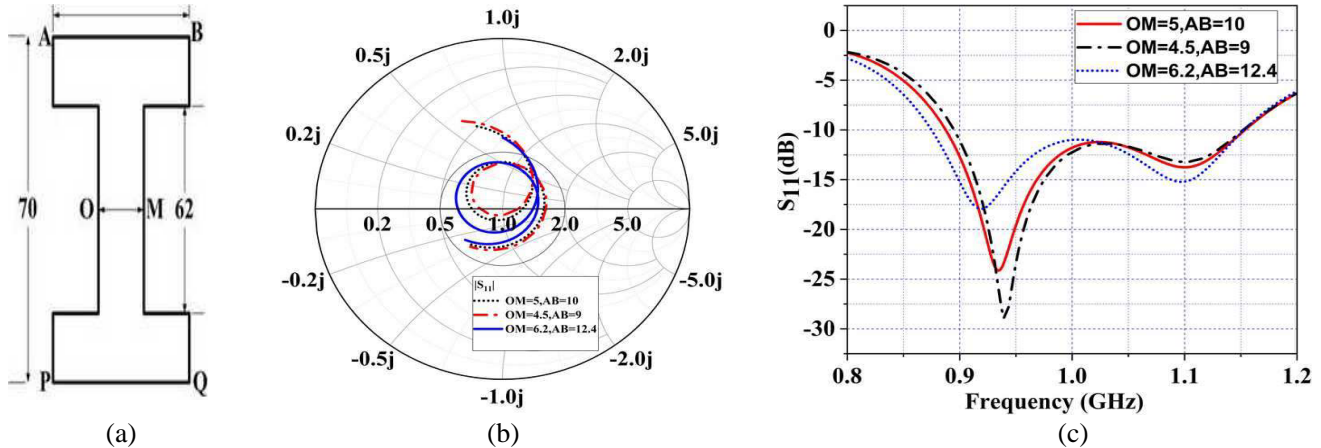 A
B
70
O
M
62
P
Q
(a)
1.0j
2.0j
5.0j
0.2j
0.5j
0.2
0.5
1.0
2.0
5.0
-0.2j
-0.5j
-1.0j
-2.0j
-5.0j
|S11|
OM=5,AB=10
OM=4.5,AB=9
OM=6.2,AB=12.4
(b)
OM=5,AB=10
OM=4.5,AB=9
OM=6.2,AB=12.4
S11(dB)
0
-5
-10
-15
-20
-25
-30
0.8
0.9
1.0
1.1
1.2
Frequency (GHz)
(c)